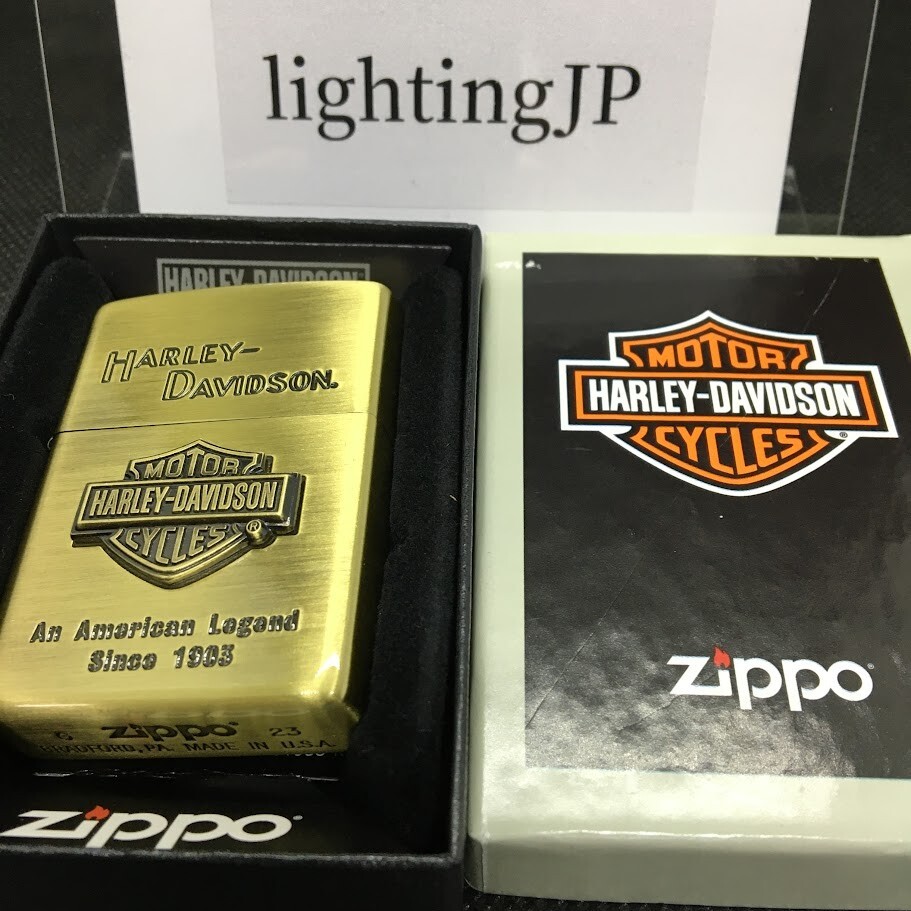 lightingJP
HARLEY-DAVIDSON
HARLEY-
DAVIDSON.
MOTOR
HARLEY-DAVIDSON
CYCLES ®
An American Legend
Since 1903
G zippo 23
BRADFORD, PA. MADE IN U.S.A.
zippo
MOTOR
HARLEY-DAVIDSON
CYCLES ®
zippo